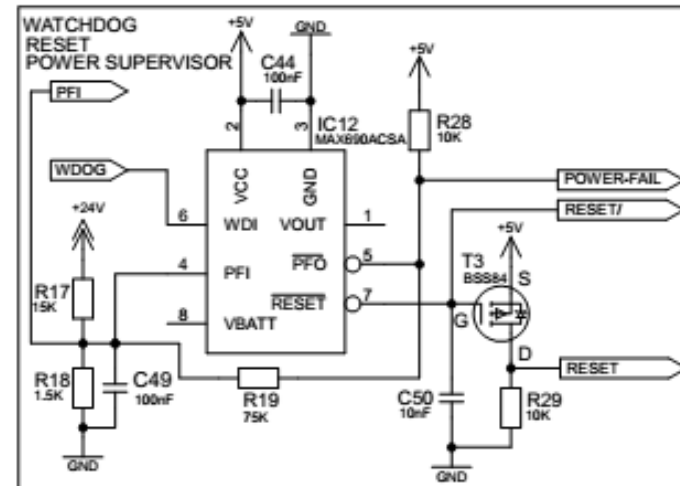 WATCHDOG
RESET
POWER SUPERVISOR
PFI
WDOG
+24V
R17
15K
R18
1.5K
GND
C49
100nF
+5V
C44
100nF
GND
2
3
IC12
MAX690ACSA
VCC
GND
6
WDI
VOUT
1
4
PFI
PFO
5
RESET
7
8
VBATT
R19
75K
+5V
R28
10K
POWER-FAIL
RESET/
+5V
T3
BSS84
S
G
D
RESET
C50
10nF
R29
10K
GND